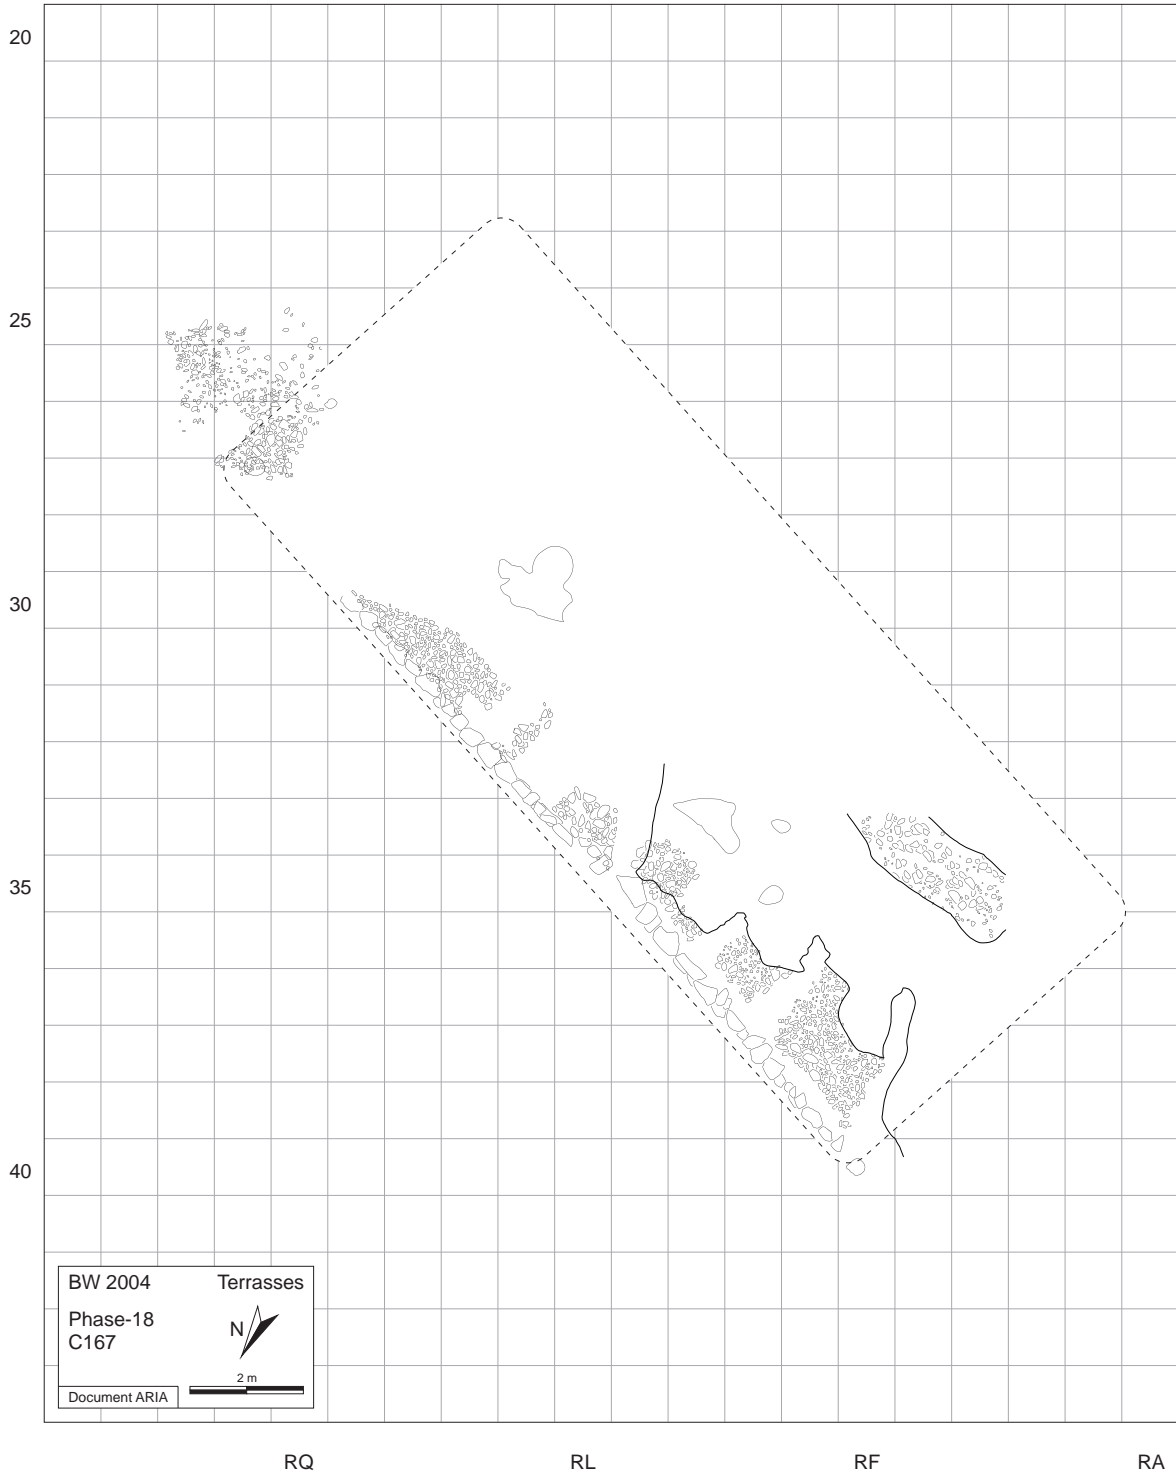 20
25
30
35
40
BW 2004 Terrasses
Phase-18
C167
N
2 m
Document ARIA
RQ RL RF RA